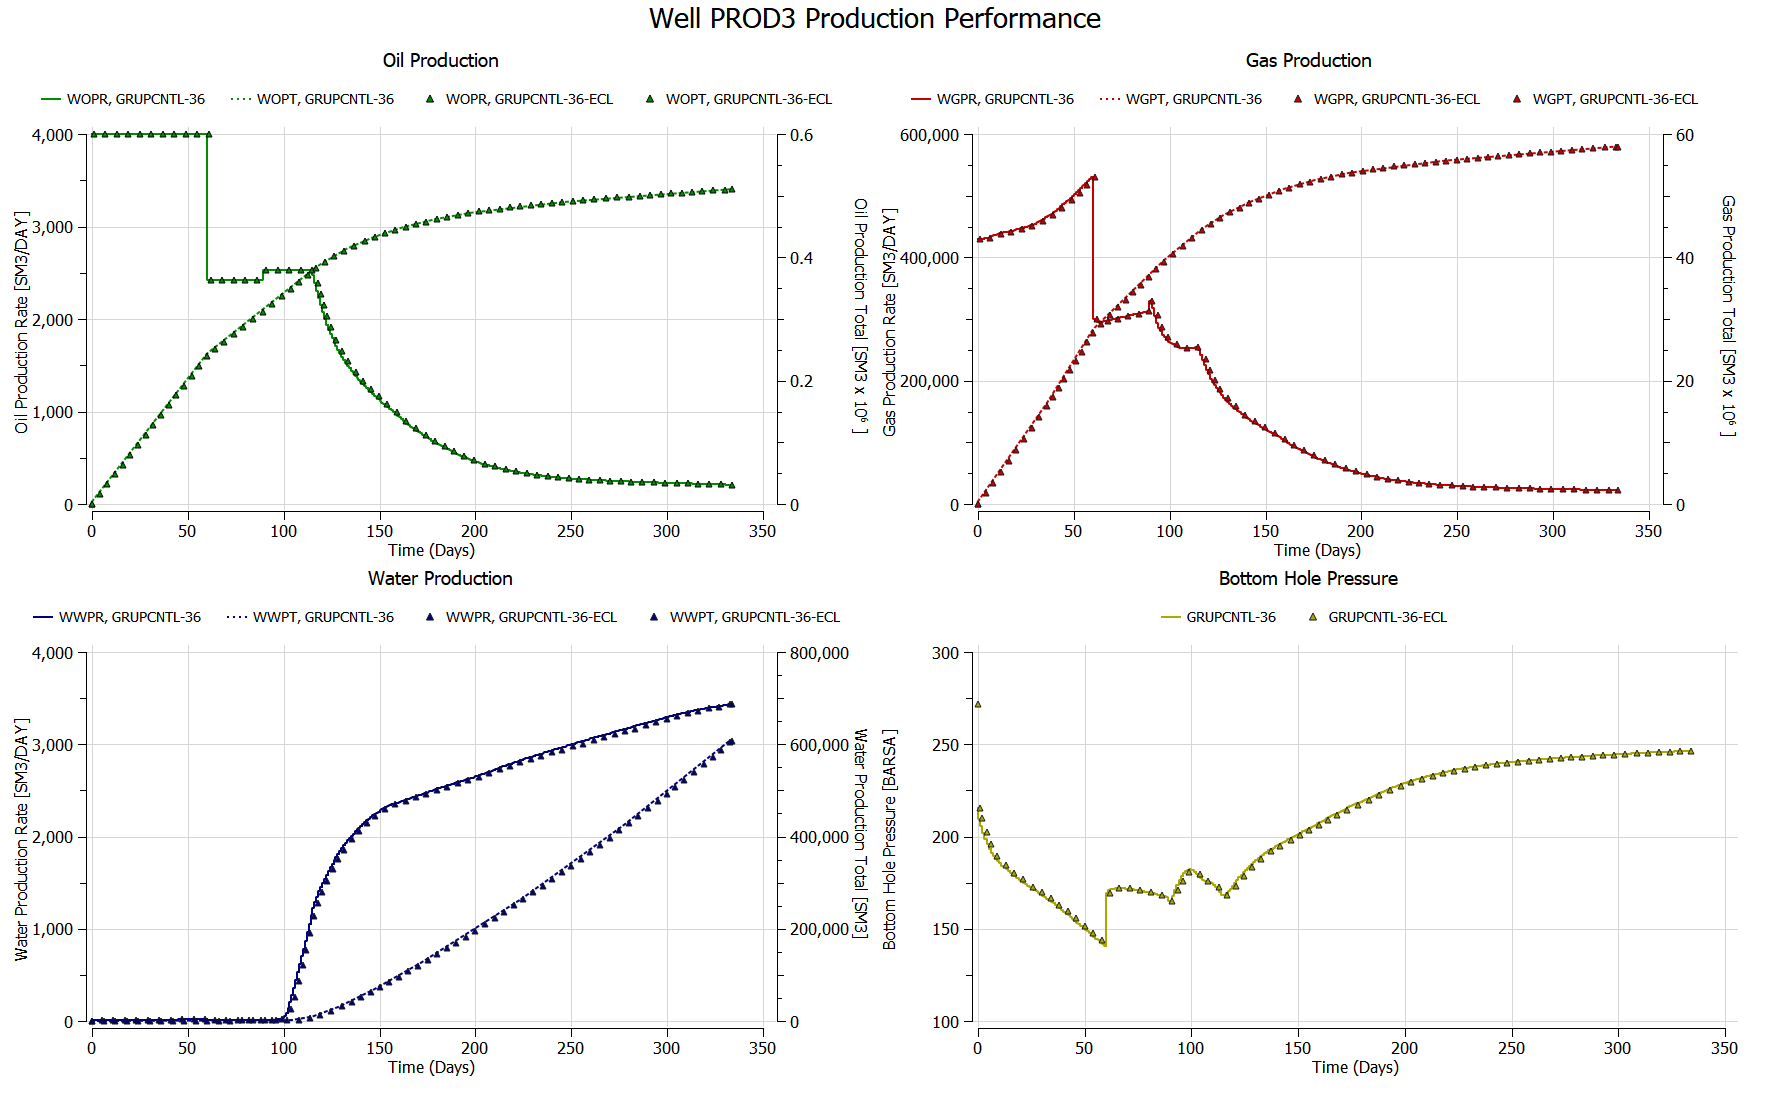 Well PROD3 Production Performance
Oil Production
WOPR, GRUPCNTL-36 WOPT, GRUPCNTL-36 WOPR, GRUPCNTL-36-ECL WOPT, GRUPCNTL-36-ECL
Oil Production Rate [SM3/DAY]
4,000
3,000
2,000
1,000
0
0.6
0.4
0.2
0
Oil Production Total [SM3 x 10⁶ ]
0 50 100 150 200 250 300 350
Time (Days)
Gas Production
WGPR, GRUPCNTL-36 WGPT, GRUPCNTL-36 WGPR, GRUPCNTL-36-ECL WGPT, GRUPCNTL-36-ECL
Gas Production Rate [SM3/DAY]
600,000
400,000
200,000
0
60
40
20
0
Gas Production Total [SM3 x 10⁶ ]
0 50 100 150 200 250 300 350
Time (Days)
Water Production
WWPR, GRUPCNTL-36 WWPT, GRUPCNTL-36 WWPR, GRUPCNTL-36-ECL WWPT, GRUPCNTL-36-ECL
Water Production Rate [SM3/DAY]
4,000
3,000
2,000
1,000
0
800,000
600,000
400,000
200,000
0
Water Production Total [SM3]
0 50 100 150 200 250 300 350
Time (Days)
Bottom Hole Pressure
GRUPCNTL-36 GRUPCNTL-36-ECL
Bottom Hole Pressure [BARSA]
300
250
200
150
100
0 50 100 150 200 250 300 350
Time (Days)